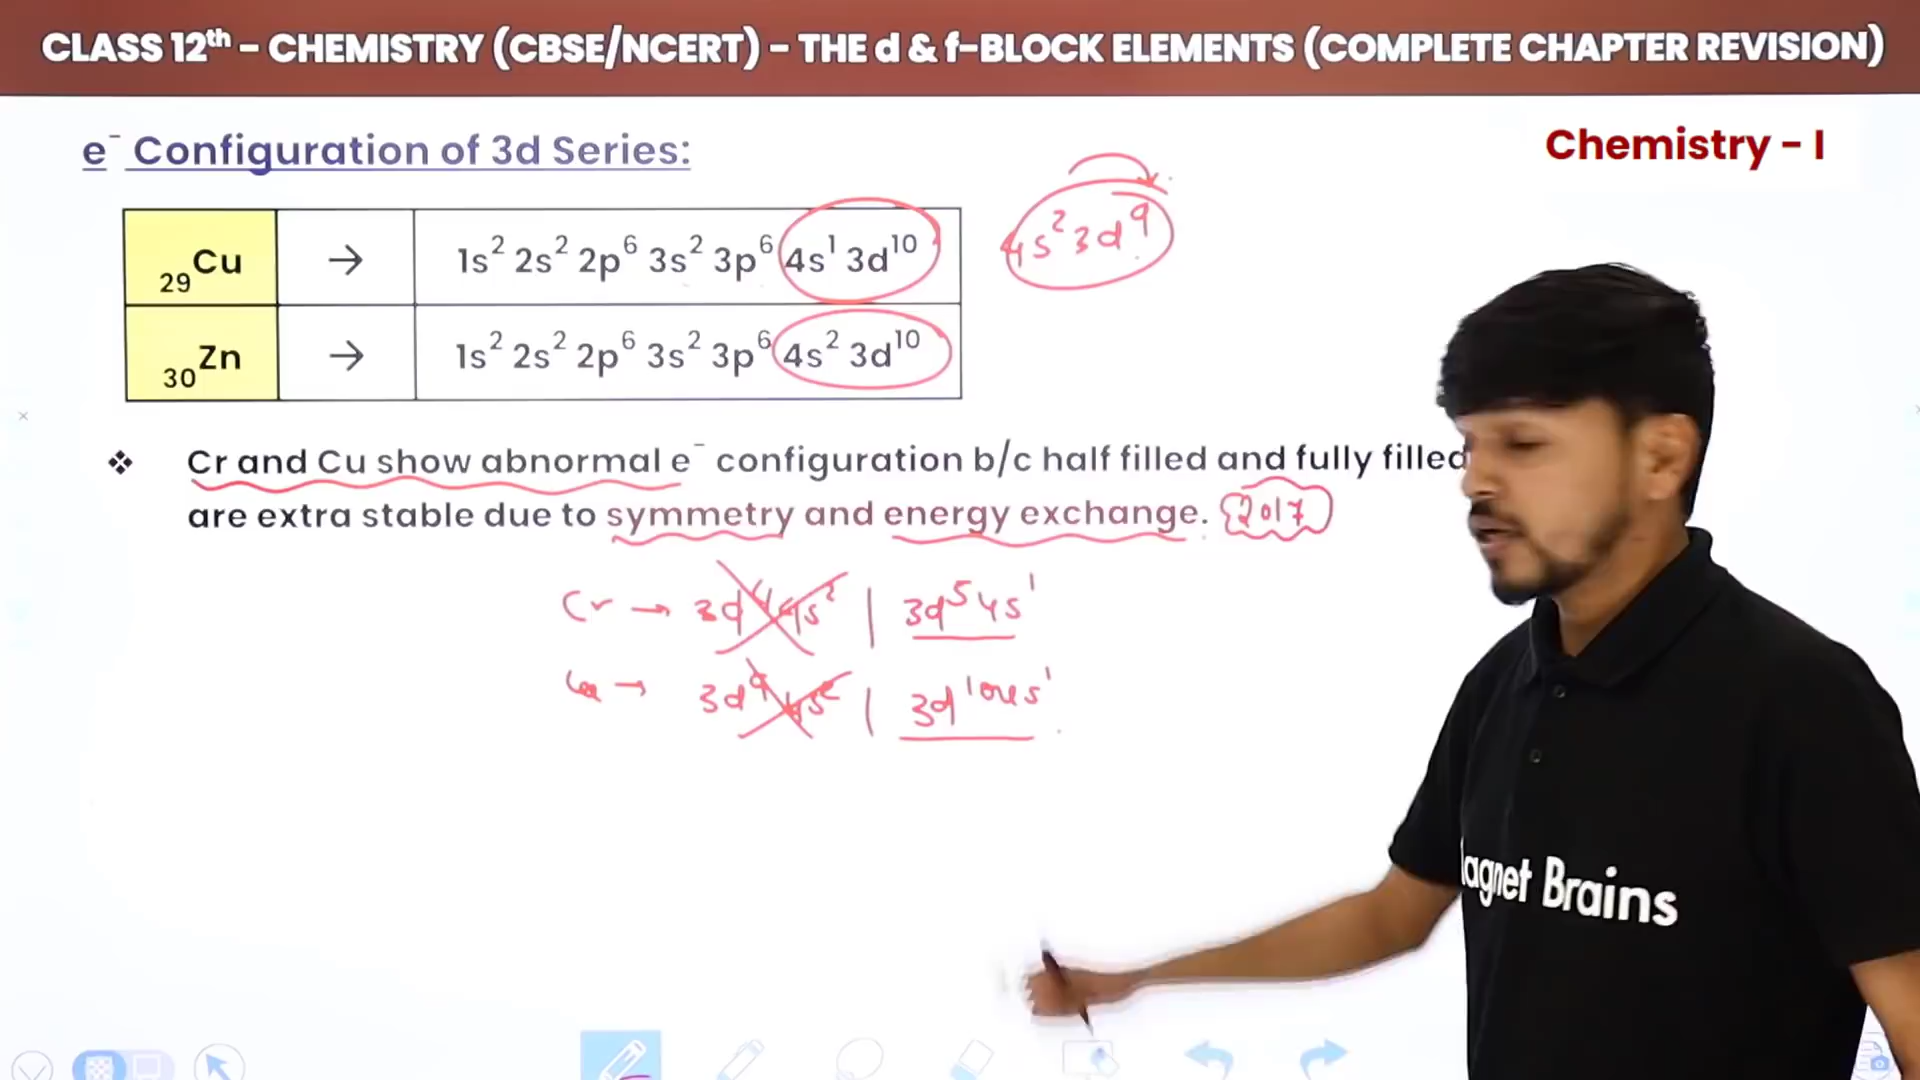 CLASS 12th – CHEMISTRY (CBSE/NCERT) – THE d & f–BLOCK ELEMENTS (COMPLETE CHAPTER REVISION)
e⁻ Configuration of 3d Series:
Chemistry – I
₂₉Cu → 1s² 2s² 2p⁶ 3s² 3p⁶ 4s¹ 3d¹⁰
4s² 3d⁹
₃₀Zn → 1s² 2s² 2p⁶ 3s² 3p⁶ 4s² 3d¹⁰
❖ Cr and Cu show abnormal e⁻ configuration b/c half filled and fully filled
are extra stable due to symmetry and energy exchange. 2017
Cr → 3d⁴ 4s² | 3d⁵ 4s¹
→ 3d⁹ 4s² | 3d¹⁰ 4s¹
agnet Brains